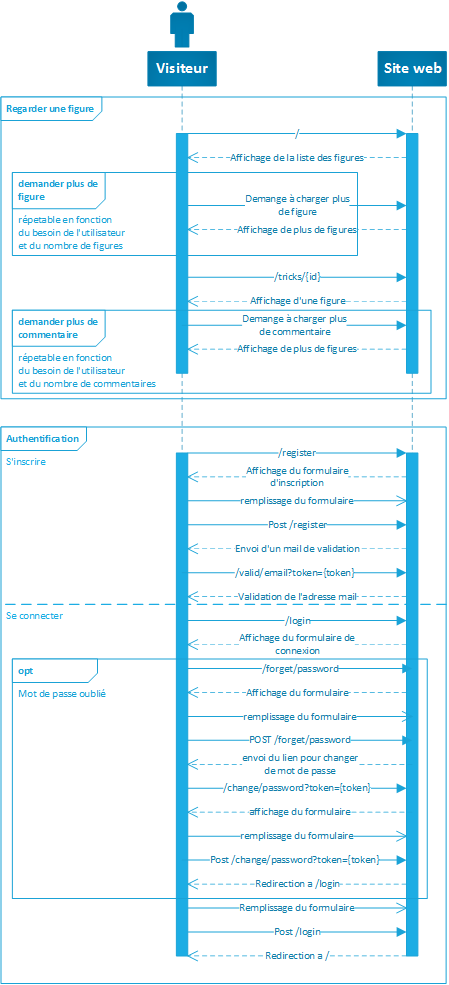 Visiteur
Site web
Regarder une figure
/
Affichage de la liste des figures
demander plus de
figure
répetable en fonction
du besoin de l'utilisateur
et du nombre de figures
Demange à charger plus
de figure
Affichage de plus de figures
/tricks/{id}
Affichage d'une figure
demander plus de
commentaire
répetable en fonction
du besoin de l'utilisateur
et du nombre de commentaires
Demange à charger plus
de commentaire
Affichage de plus de figures
Authentification
S'inscrire
/register
Affichage du formulaire
d'inscription
remplissage du formulaire
Post /register
Envoi d'un mail de validation
/valid/email?token={token}
Validation de l'adresse mail
Se connecter
/login
Affichage du formulaire de
connexion
opt
Mot de passe oublié
/forget/password
Affichage du formulaire
remplissage du formulaire
POST /forget/password
envoi du lien pour changer
de mot de passe
/change/password?token={token}
affichage du formulaire
remplissage du formulaire
Post /change/password?token={token}
Redirection a /login
Remplissage du formulaire
Post /login
Redirection a /